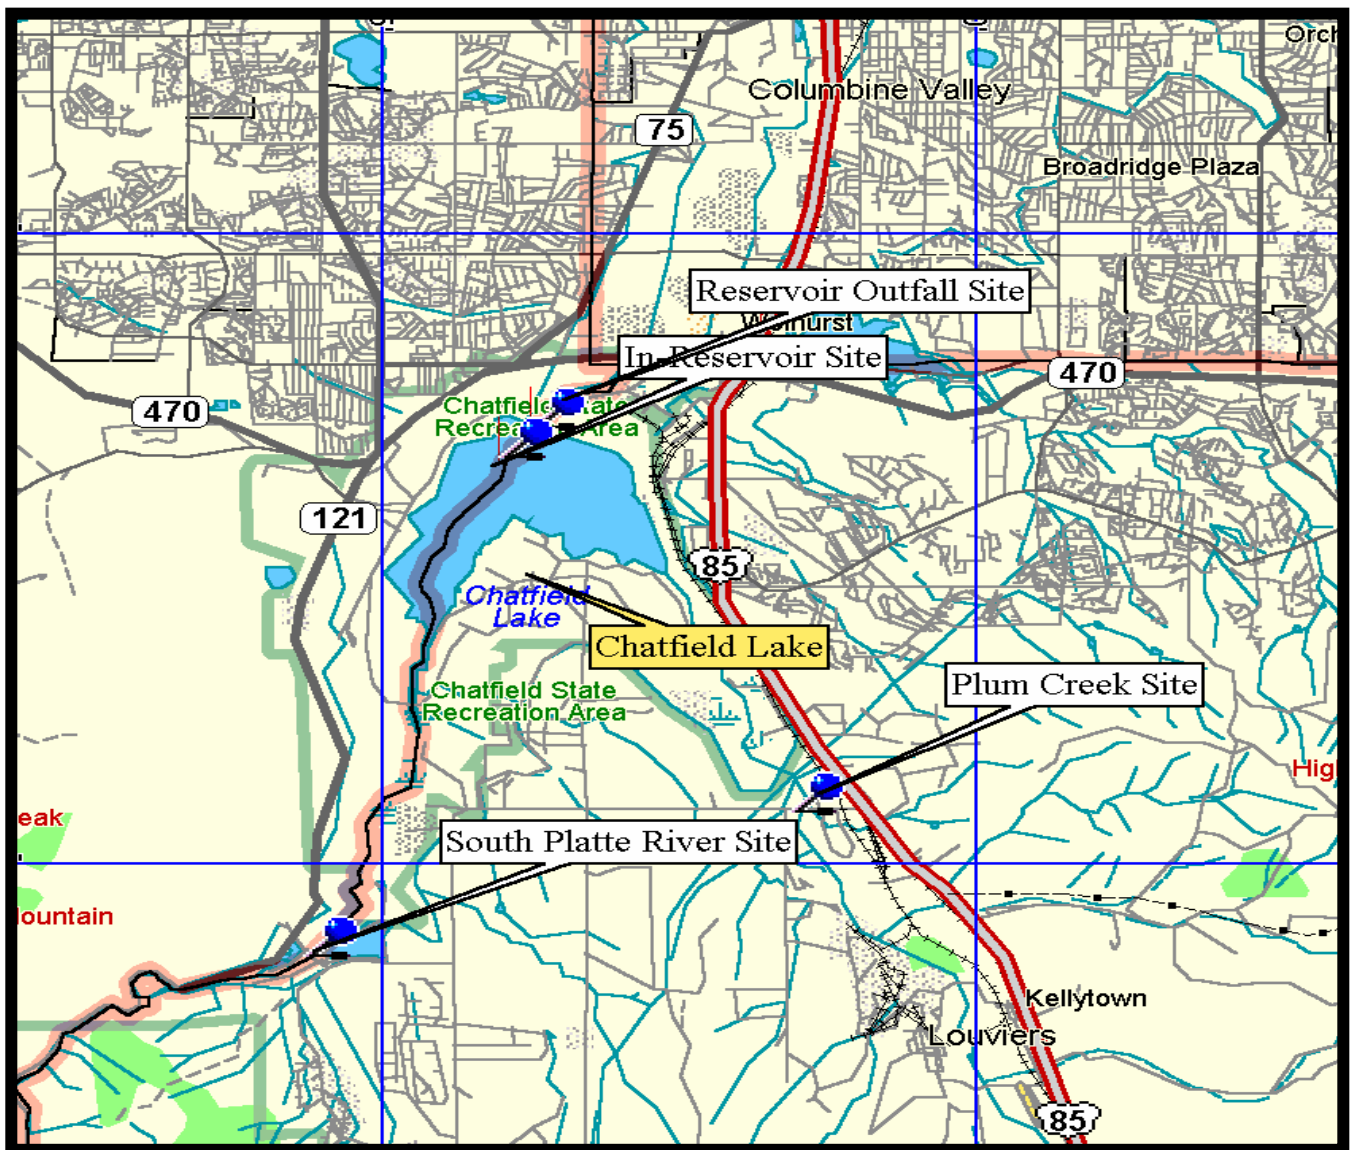 Orch
Columbine Valley
75
Broadridge Plaza
Reservoir Outfall Site
In-Reservoir Site
470
470
Chatfield State
Recrea Area
121
85
Chatfield
Lake
Chatfield Lake
Plum Creek Site
Chatfield State
Recreation Area
High
eak
South Platte River Site
ountain
Kellytown
Louviers
85